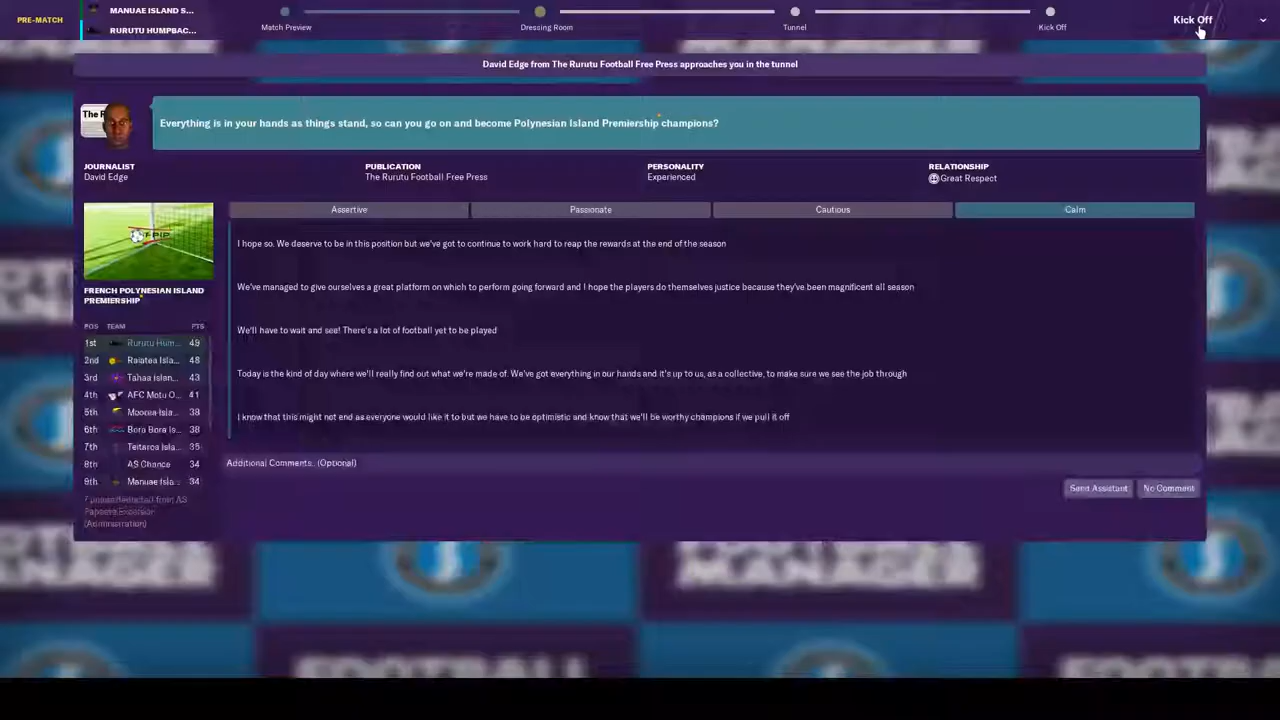 PRE-MATCH
MANUAE ISLAND S...
RURUTU HUMPBAC...
Match Preview
Dressing Room
Tunnel
Kick Off
Kick Off
David Edge from The Rurutu Football Free Press approaches you in the tunnel
The F
Everything is in your hands as things stand, so can you go on and become Polynesian Island Premiership champions?
JOURNALIST PUBLICATION PERSONALITY RELATIONSHIP
David Edge The Rurutu Football Free Press Experienced Great Respect
Assertive Passionate Cautious Calm
I hope so. We deserve to be in this position but we've got to continue to work hard to reap the rewards at the end of the season
We've managed to give ourselves a great platform on which to perform going forward and I hope the players do themselves justice because they've been magnificent all season
We'll have to wait and see! There's a lot of football yet to be played
Today is the kind of day where we'll really find out what we're made of. We've got everything in our hands and it's up to us, as a collective, to make sure we see the job through
I know that this might not end as everyone would like it to but we have to be optimistic and know that we'll be worthy champions if we pull it off
FRENCH POLYNESIAN ISLAND
PREMIERSHIP
POS TEAM PTS
1st Rurutu Hum... 49
2nd Raiatea Isla... 48
3rd Tahaa Islan... 43
4th AFC Motu O... 41
5th Moorea Isla... 38
6th Bora Bora Is... 38
7th Teitaroa Isla... 35
8th AS Chance 34
9th Manuae Isla... 34
AS
(Administration)
Additional Comments.. (Optional)
Send Assistant No Comment
MANAGER
FOOTBALL